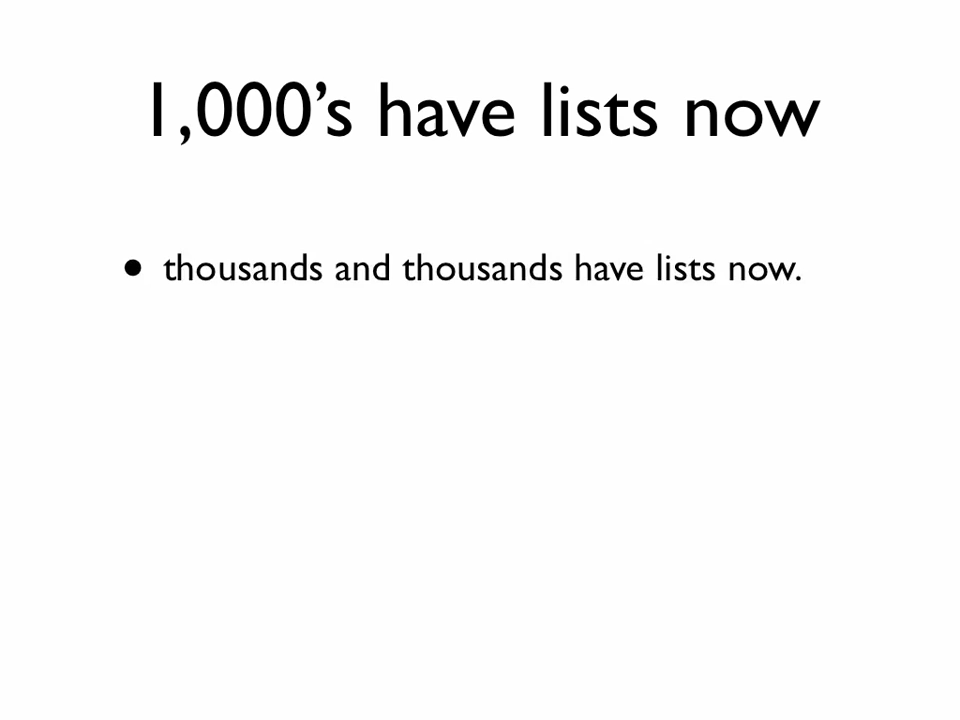 1,000’s have lists now
• thousands and thousands have lists now.